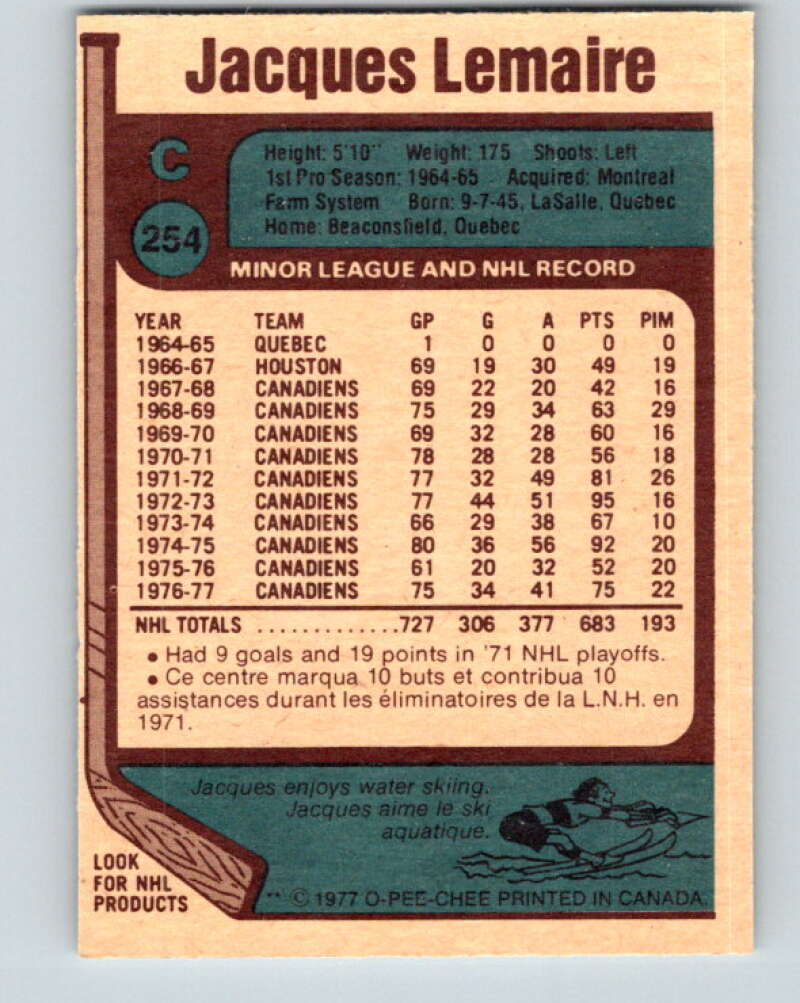 Jacques Lemaire
C
254
Height: 5'10" Weight: 175 Shoots: Left
1st Pro Season: 1964-65 Acquired: Montreal
Farm System Born: 9-7-45, LaSalle, Quebec
Home: Beaconsfield, Quebec
MINOR LEAGUE AND NHL RECORD
YEAR TEAM GP G A PTS PIM
1964-65 QUEBEC 1 0 0 0 0
1966-67 HOUSTON 69 19 30 49 19
1967-68 CANADIENS 69 22 20 42 16
1968-69 CANADIENS 75 29 34 63 29
1969-70 CANADIENS 69 32 28 60 16
1970-71 CANADIENS 78 28 28 56 18
1971-72 CANADIENS 77 32 49 81 26
1972-73 CANADIENS 77 44 51 95 16
1973-74 CANADIENS 66 29 38 67 10
1974-75 CANADIENS 80 36 56 92 20
1975-76 CANADIENS 61 20 32 52 20
1976-77 CANADIENS 75 34 41 75 22
NHL TOTALS .............727 306 377 683 193
• Had 9 goals and 19 points in '71 NHL playoffs.
• Ce centre marqua 10 buts et contribua 10
assistances durant les éliminatoires de la L.N.H. en
1971.
Jacques enjoys water skiing.
Jacques aime le ski
aquatique.
LOOK
FOR NHL
PRODUCTS
** © 1977 O-PEE-CHEE PRINTED IN CANADA.